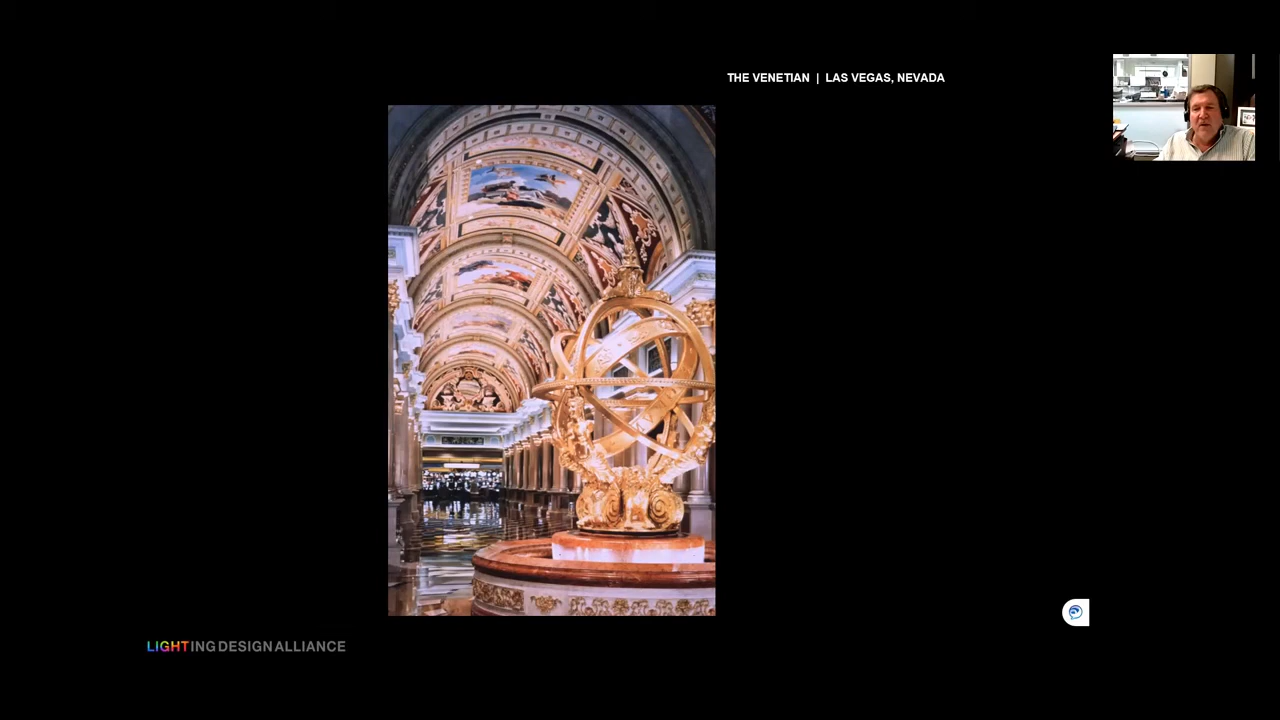 THE VENETIAN | LAS VEGAS, NEVADA
LIGHTING DESIGN ALLIANCE